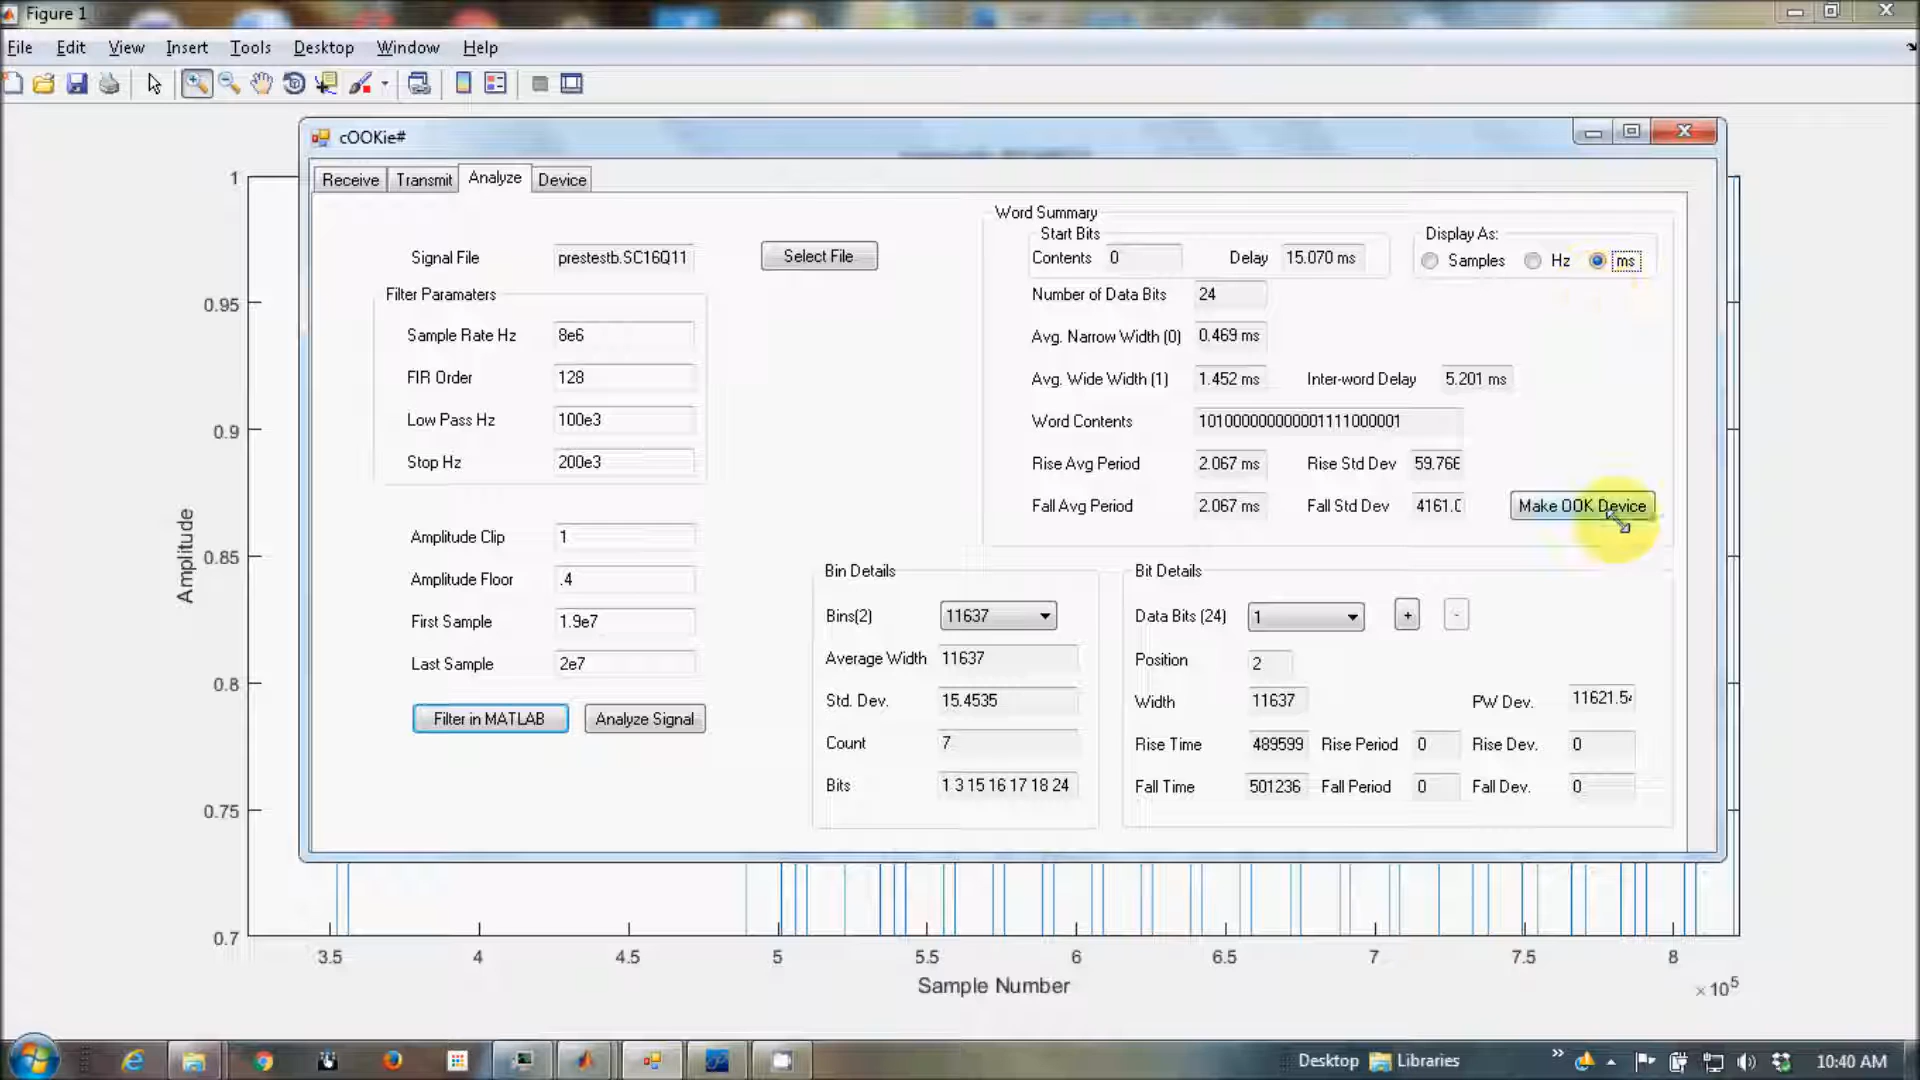 Figure 1
File Edit View Insert Tools Desktop Window Help
cOOKie#
Receive Transmit Analyze Device
Signal File prestestb.SC16Q11 Select File
Filter Paramaters
Sample Rate Hz 8e6
FIR Order 128
Low Pass Hz 100e3
Stop Hz 200e3
Amplitude Clip 1
Amplitude Floor .4
First Sample 1.9e7
Last Sample 2e7
Filter in MATLAB Analyze Signal
Word Summary
Start Bits
Contents 0 Delay 15.070 ms
Display As:
Samples Hz ms
Number of Data Bits 24
Avg. Narrow Width (0) 0.469 ms
Avg. Wide Width (1) 1.452 ms Inter-word Delay 5.201 ms
Word Contents 101000000000001111000001
Rise Avg Period 2.067 ms Rise Std Dev 59.766
Fall Avg Period 2.067 ms Fall Std Dev 4161.0
Make OOK Device
Bin Details
Bins(2) 11637
Average Width 11637
Std. Dev. 15.4535
Count 7
Bits 1 3 15 16 17 18 24
Bit Details
Data Bits (24) 1 + -
Position 2
Width 11637 PW Dev. 11621.54
Rise Time 489599 Rise Period 0 Rise Dev. 0
Fall Time 501236 Fall Period 0 Fall Dev. 0
1
0.95
0.9
0.85
0.8
0.75
0.7
Amplitude
3.5 4 4.5 5 5.5 6 6.5 7 7.5 8
Sample Number
×10⁵
Desktop Libraries » 10:40 AM